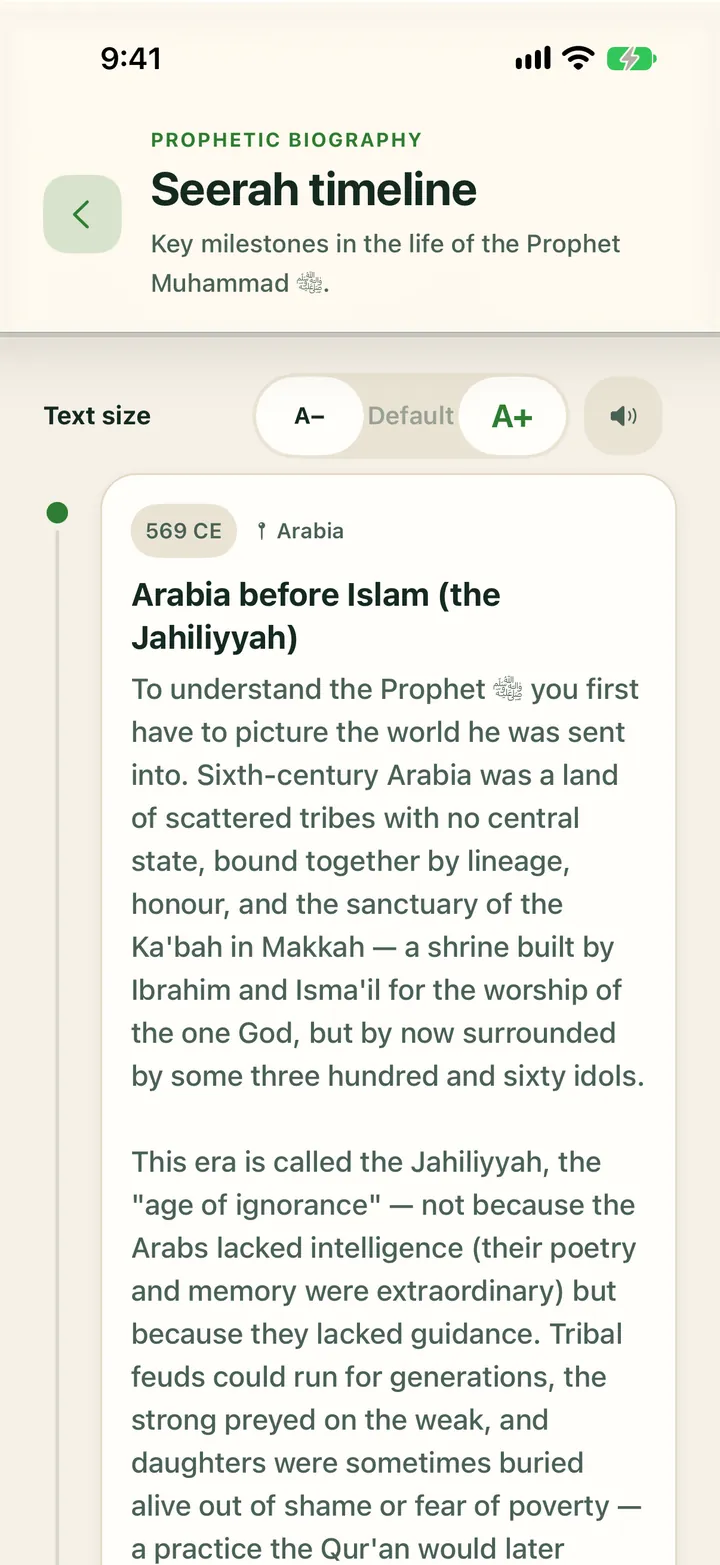 9:41
PROPHETIC BIOGRAPHY
Seerah timeline
Key milestones in the life of the Prophet
Muhammad ﷺ.
Text size
A−
Default
A+
569 CE
Arabia
Arabia before Islam (the
Jahiliyyah)
To understand the Prophet ﷺ you first
have to picture the world he was sent
into. Sixth-century Arabia was a land
of scattered tribes with no central
state, bound together by lineage,
honour, and the sanctuary of the
Ka'bah in Makkah — a shrine built by
Ibrahim and Isma'il for the worship of
the one God, but by now surrounded
by some three hundred and sixty idols.
This era is called the Jahiliyyah, the
"age of ignorance" — not because the
Arabs lacked intelligence (their poetry
and memory were extraordinary) but
because they lacked guidance. Tribal
feuds could run for generations, the
strong preyed on the weak, and
daughters were sometimes buried
alive out of shame or fear of poverty —
a practice the Qur'an would later